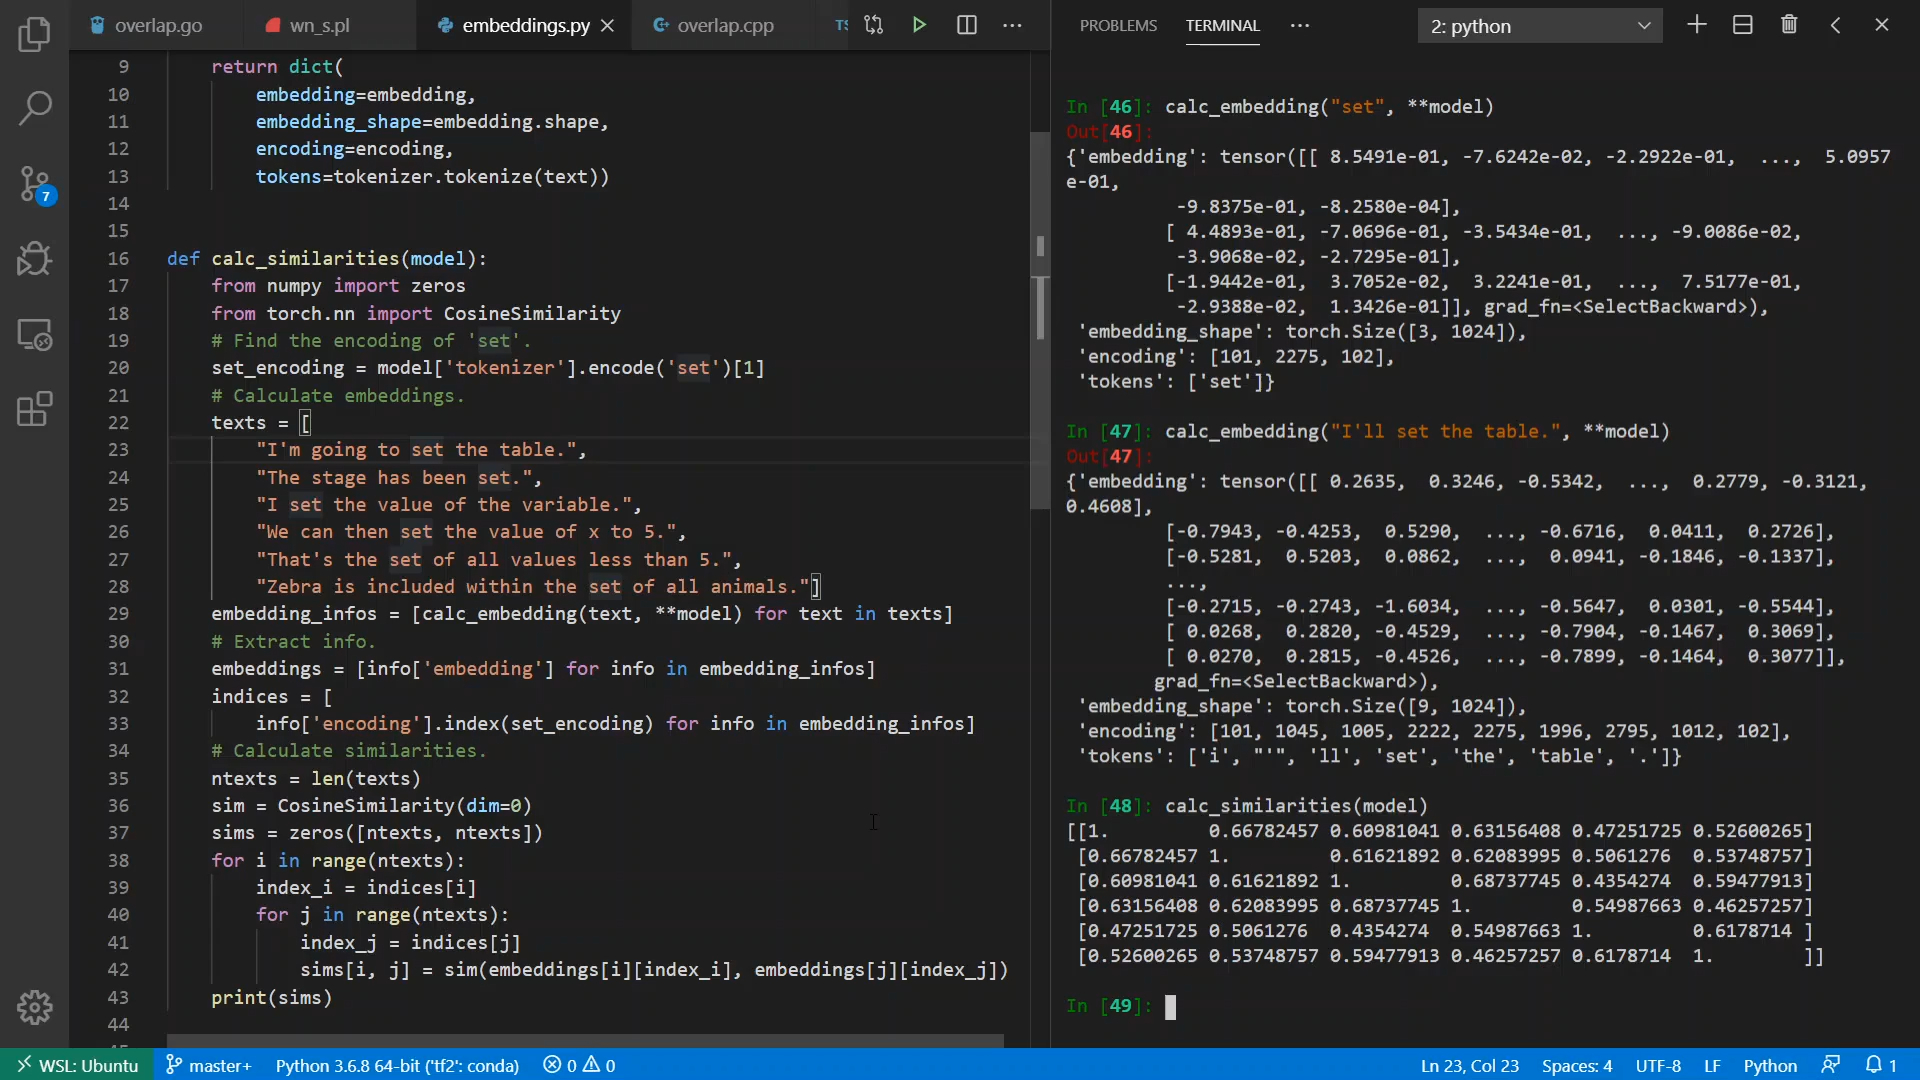 overlap.go
wn_s.pl
embeddings.py
overlap.cpp
TS
PROBLEMS
TERMINAL
2: python
9 return dict(
10 embedding=embedding,
11 embedding_shape=embedding.shape,
12 encoding=encoding,
13 tokens=tokenizer.tokenize(text))
14
15
16 def calc_similarities(model):
17 from numpy import zeros
18 from torch.nn import CosineSimilarity
19 # Find the encoding of 'set'.
20 set_encoding = model['tokenizer'].encode('set')[1]
21 # Calculate embeddings.
22 texts = [
23 "I'm going to set the table.",
24 "The stage has been set.",
25 "I set the value of the variable.",
26 "We can then set the value of x to 5.",
27 "That's the set of all values less than 5.",
28 "Zebra is included within the set of all animals."]
29 embedding_infos = [calc_embedding(text, **model) for text in texts]
30 # Extract info.
31 embeddings = [info['embedding'] for info in embedding_infos]
32 indices = [
33 info['encoding'].index(set_encoding) for info in embedding_infos]
34 # Calculate similarities.
35 ntexts = len(texts)
36 sim = CosineSimilarity(dim=0)
37 sims = zeros([ntexts, ntexts])
38 for i in range(ntexts):
39 index_i = indices[i]
40 for j in range(ntexts):
41 index_j = indices[j]
42 sims[i, j] = sim(embeddings[i][index_i], embeddings[j][index_j])
43 print(sims)
44
In [46]: calc_embedding("set", **model)
Out[46]:
{'embedding': tensor([[ 8.5491e-01, -7.6242e-02, -2.2922e-01, ..., 5.0957
e-01,
-9.8375e-01, -8.2580e-04],
[ 4.4893e-01, -7.0696e-01, -3.5434e-01, ..., -9.0086e-02,
-3.9068e-02, -2.7295e-01],
[-1.9442e-01, 3.7052e-02, 3.2241e-01, ..., 7.5177e-01,
-2.9388e-02, 1.3426e-01]], grad_fn=<SelectBackward>),
'embedding_shape': torch.Size([3, 1024]),
'encoding': [101, 2275, 102],
'tokens': ['set']}
In [47]: calc_embedding("I'll set the table.", **model)
Out[47]:
{'embedding': tensor([[ 0.2635, 0.3246, -0.5342, ..., 0.2779, -0.3121,
0.4608],
[-0.7943, -0.4253, 0.5290, ..., -0.6716, 0.0411, 0.2726],
[-0.5281, 0.5203, 0.0862, ..., 0.0941, -0.1846, -0.1337],
...,
[-0.2715, -0.2743, -1.6034, ..., -0.5647, 0.0301, -0.5544],
[ 0.0268, 0.2820, -0.4529, ..., -0.7904, -0.1467, 0.3069],
[ 0.0270, 0.2815, -0.4526, ..., -0.7899, -0.1464, 0.3077]],
grad_fn=<SelectBackward>),
'embedding_shape': torch.Size([9, 1024]),
'encoding': [101, 1045, 1005, 2222, 2275, 1996, 2795, 1012, 102],
'tokens': ['i', "'", 'll', 'set', 'the', 'table', '.']}
In [48]: calc_similarities(model)
[[1. 0.66782457 0.60981041 0.63156408 0.47251725 0.52600265]
[0.66782457 1. 0.61621892 0.62083995 0.5061276 0.53748757]
[0.60981041 0.61621892 1. 0.68737745 0.4354274 0.59477913]
[0.63156408 0.62083995 0.68737745 1. 0.54987663 0.46257257]
[0.47251725 0.5061276 0.4354274 0.54987663 1. 0.6178714 ]
[0.52600265 0.53748757 0.59477913 0.46257257 0.6178714 1. ]]
In [49]:
7
WSL: Ubuntu
master+
Python 3.6.8 64-bit ('tf2': conda)
0 0
Ln 23, Col 23
Spaces: 4
UTF-8
LF
Python
1